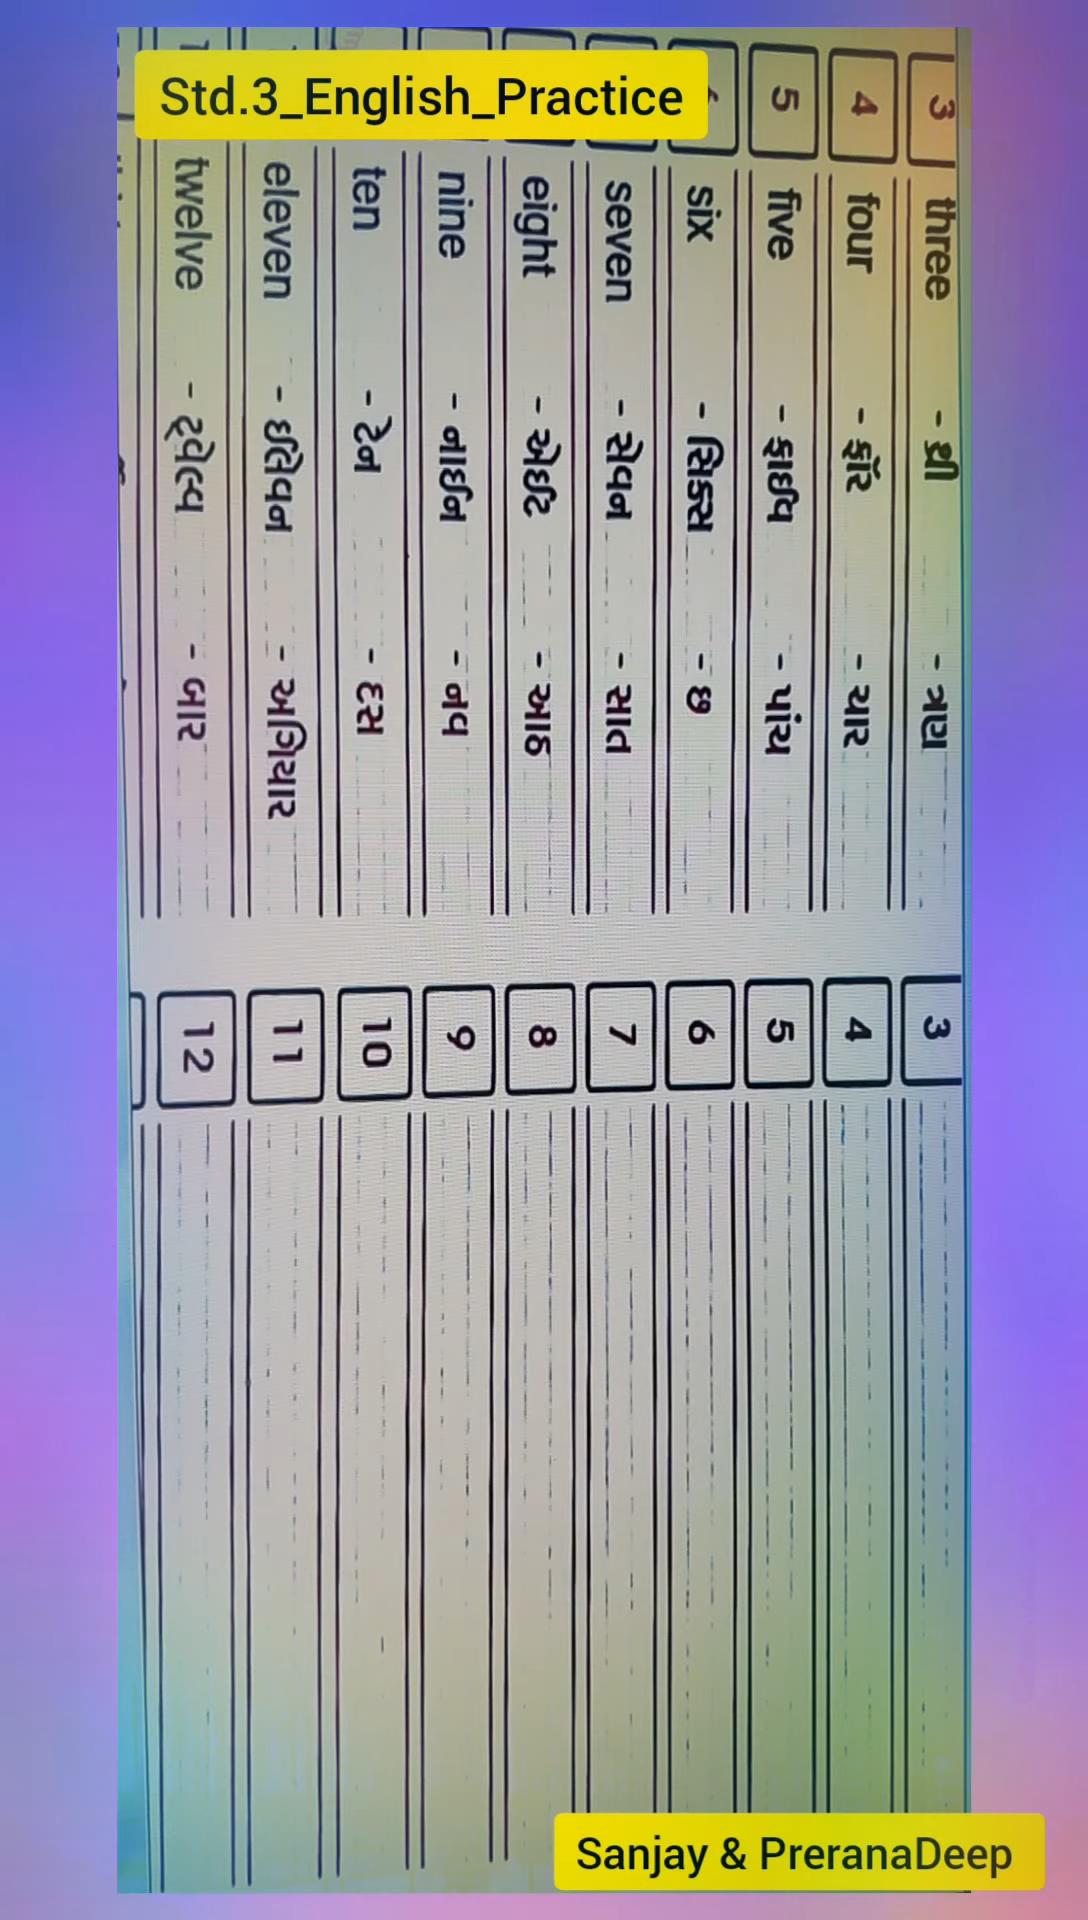 Std.3_English_Practice
3 three - થ્રી - ત્રણ 3
4 four - ફૉર - ચાર 4
5 five - ફાઇવ - પાંચ 5
six - સિક્સ - છ 6
seven - સેવન - સાત 7
eight - એઇટ - આઠ 8
nine - નાઇન - નવ 9
ten - ટેન - દસ 10
eleven - ઇલેવન - અગિયાર 11
twelve - ટ્વેલ્વ - બાર 12
Sanjay & PreranaDeep